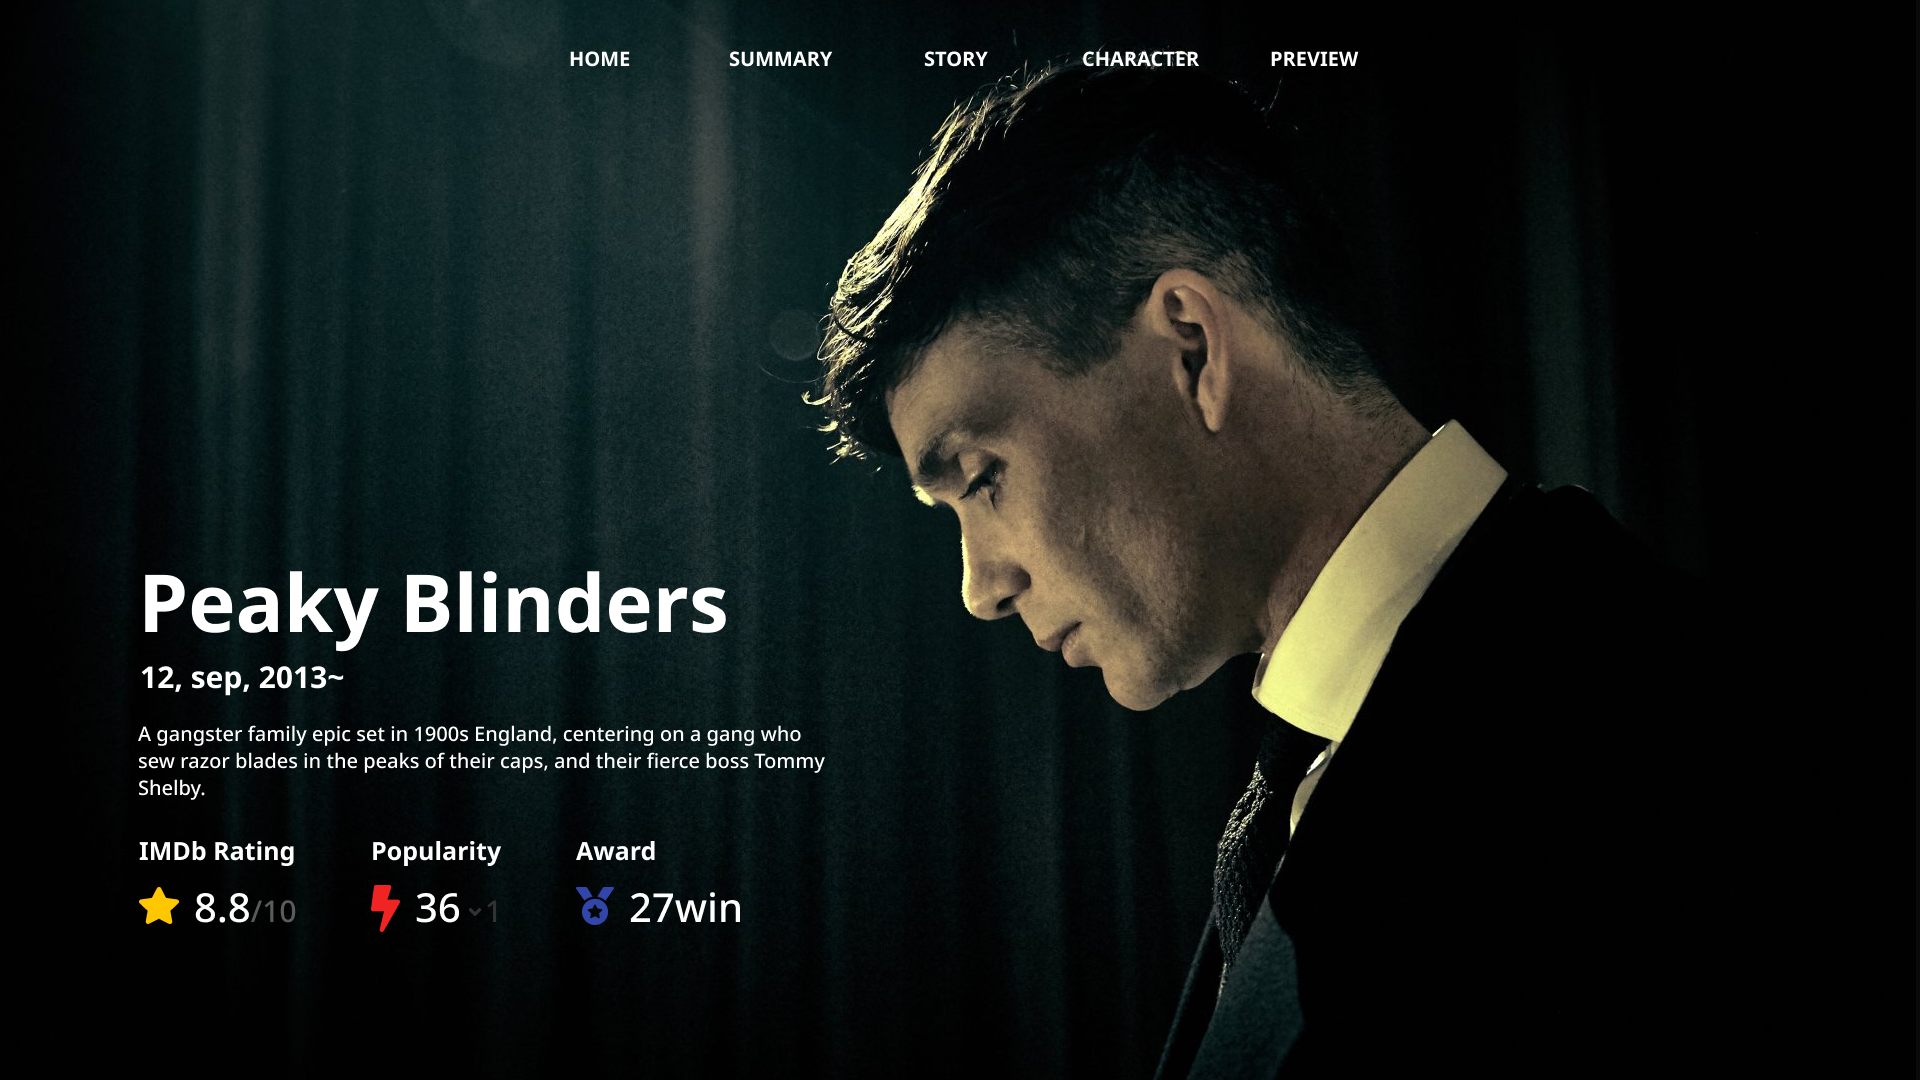 HOME SUMMARY STORY CHARACTER PREVIEW
Peaky Blinders
12, sep, 2013~
A gangster family epic set in 1900s England, centering on a gang who
sew razor blades in the peaks of their caps, and their fierce boss Tommy
Shelby.
IMDb Rating Popularity Award
8.8/10 36 1 27win